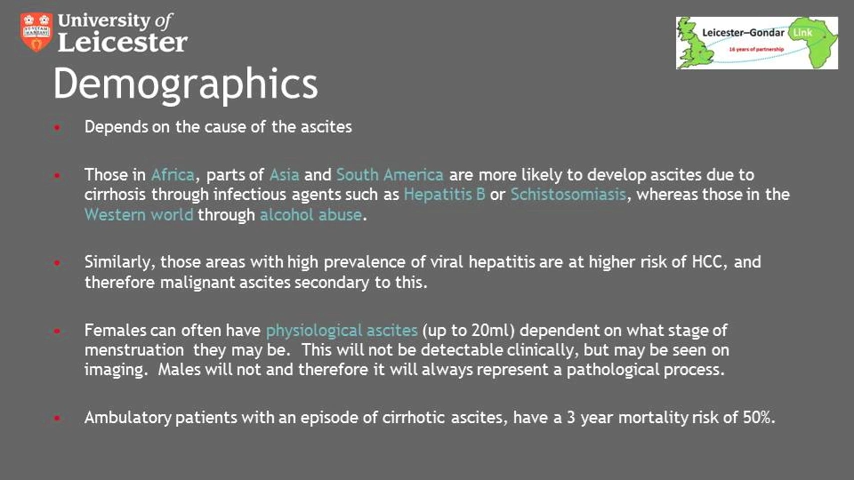 University of
Leicester
Leicester–Gondar Link
16 years of partnership
Demographics
• Depends on the cause of the ascites
• Those in Africa, parts of Asia and South America are more likely to develop ascites due to
cirrhosis through infectious agents such as Hepatitis B or Schistosomiasis, whereas those in the
Western world through alcohol abuse.
• Similarly, those areas with high prevalence of viral hepatitis are at higher risk of HCC, and
therefore malignant ascites secondary to this.
• Females can often have physiological ascites (up to 20ml) dependent on what stage of
menstruation they may be. This will not be detectable clinically, but may be seen on
imaging. Males will not and therefore it will always represent a pathological process.
• Ambulatory patients with an episode of cirrhotic ascites, have a 3 year mortality risk of 50%.